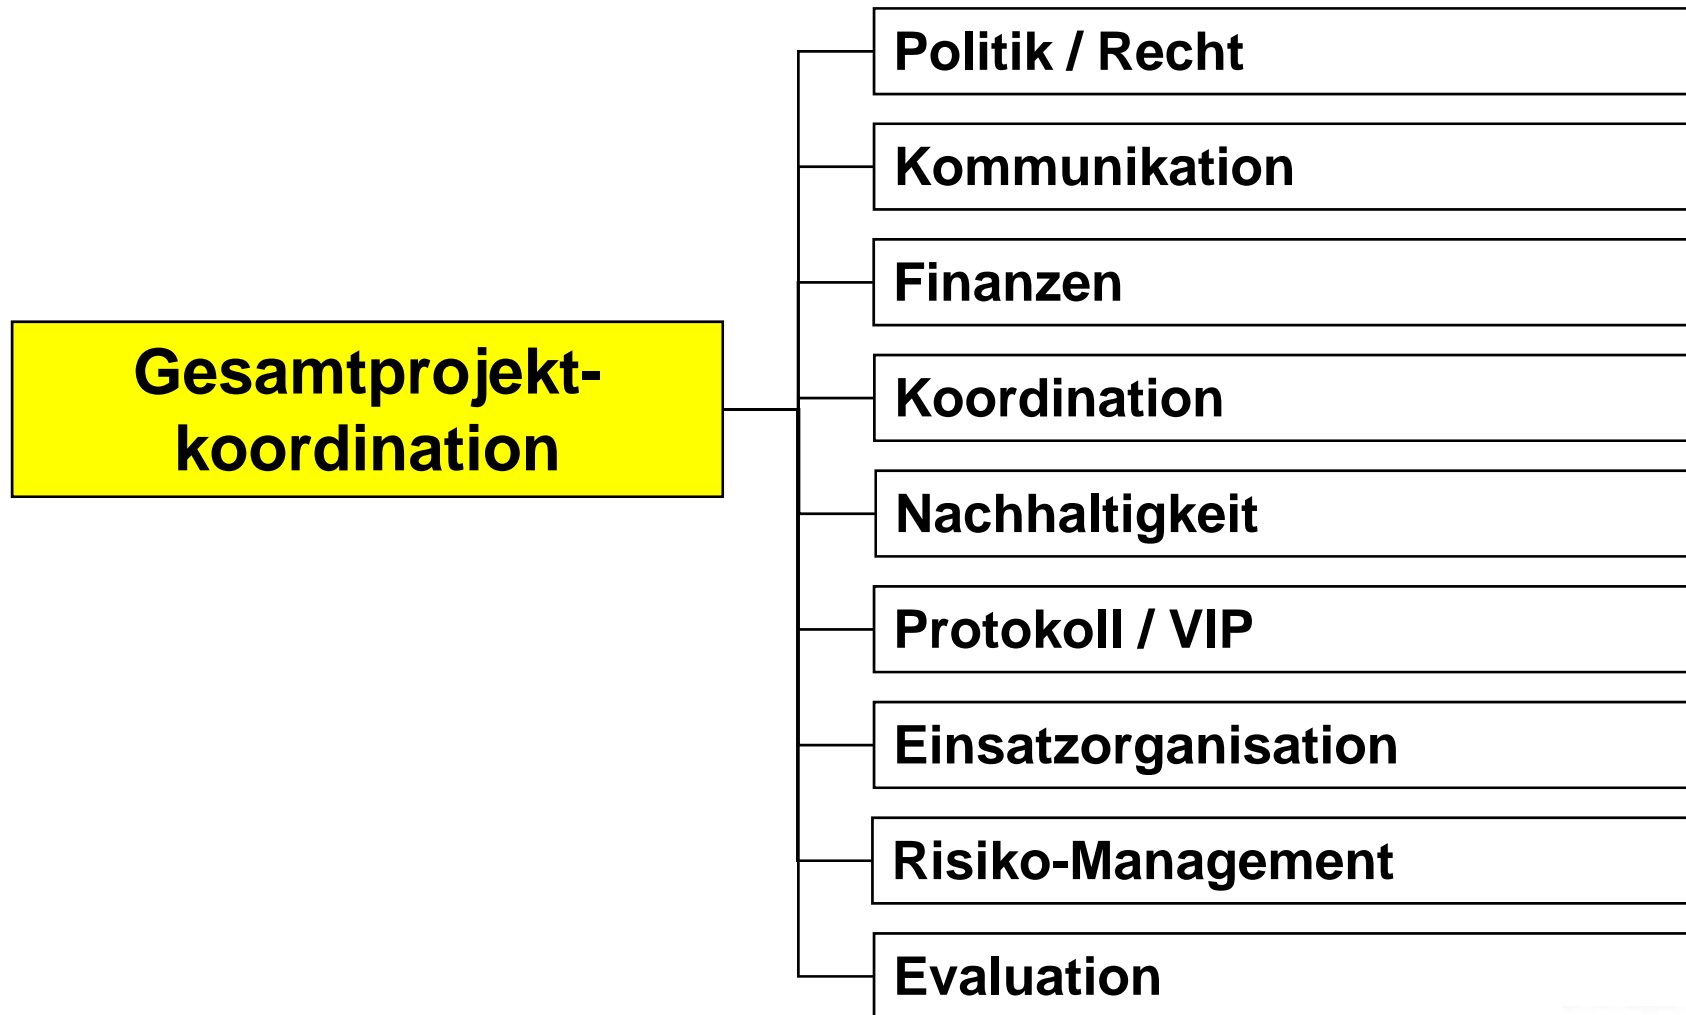 Politik / Recht
Kommunikation
Finanzen
Gesamtprojekt-
koordination
Koordination
Nachhaltigkeit
Protokoll / VIP
Einsatzorganisation
Risiko-Management
Evaluation